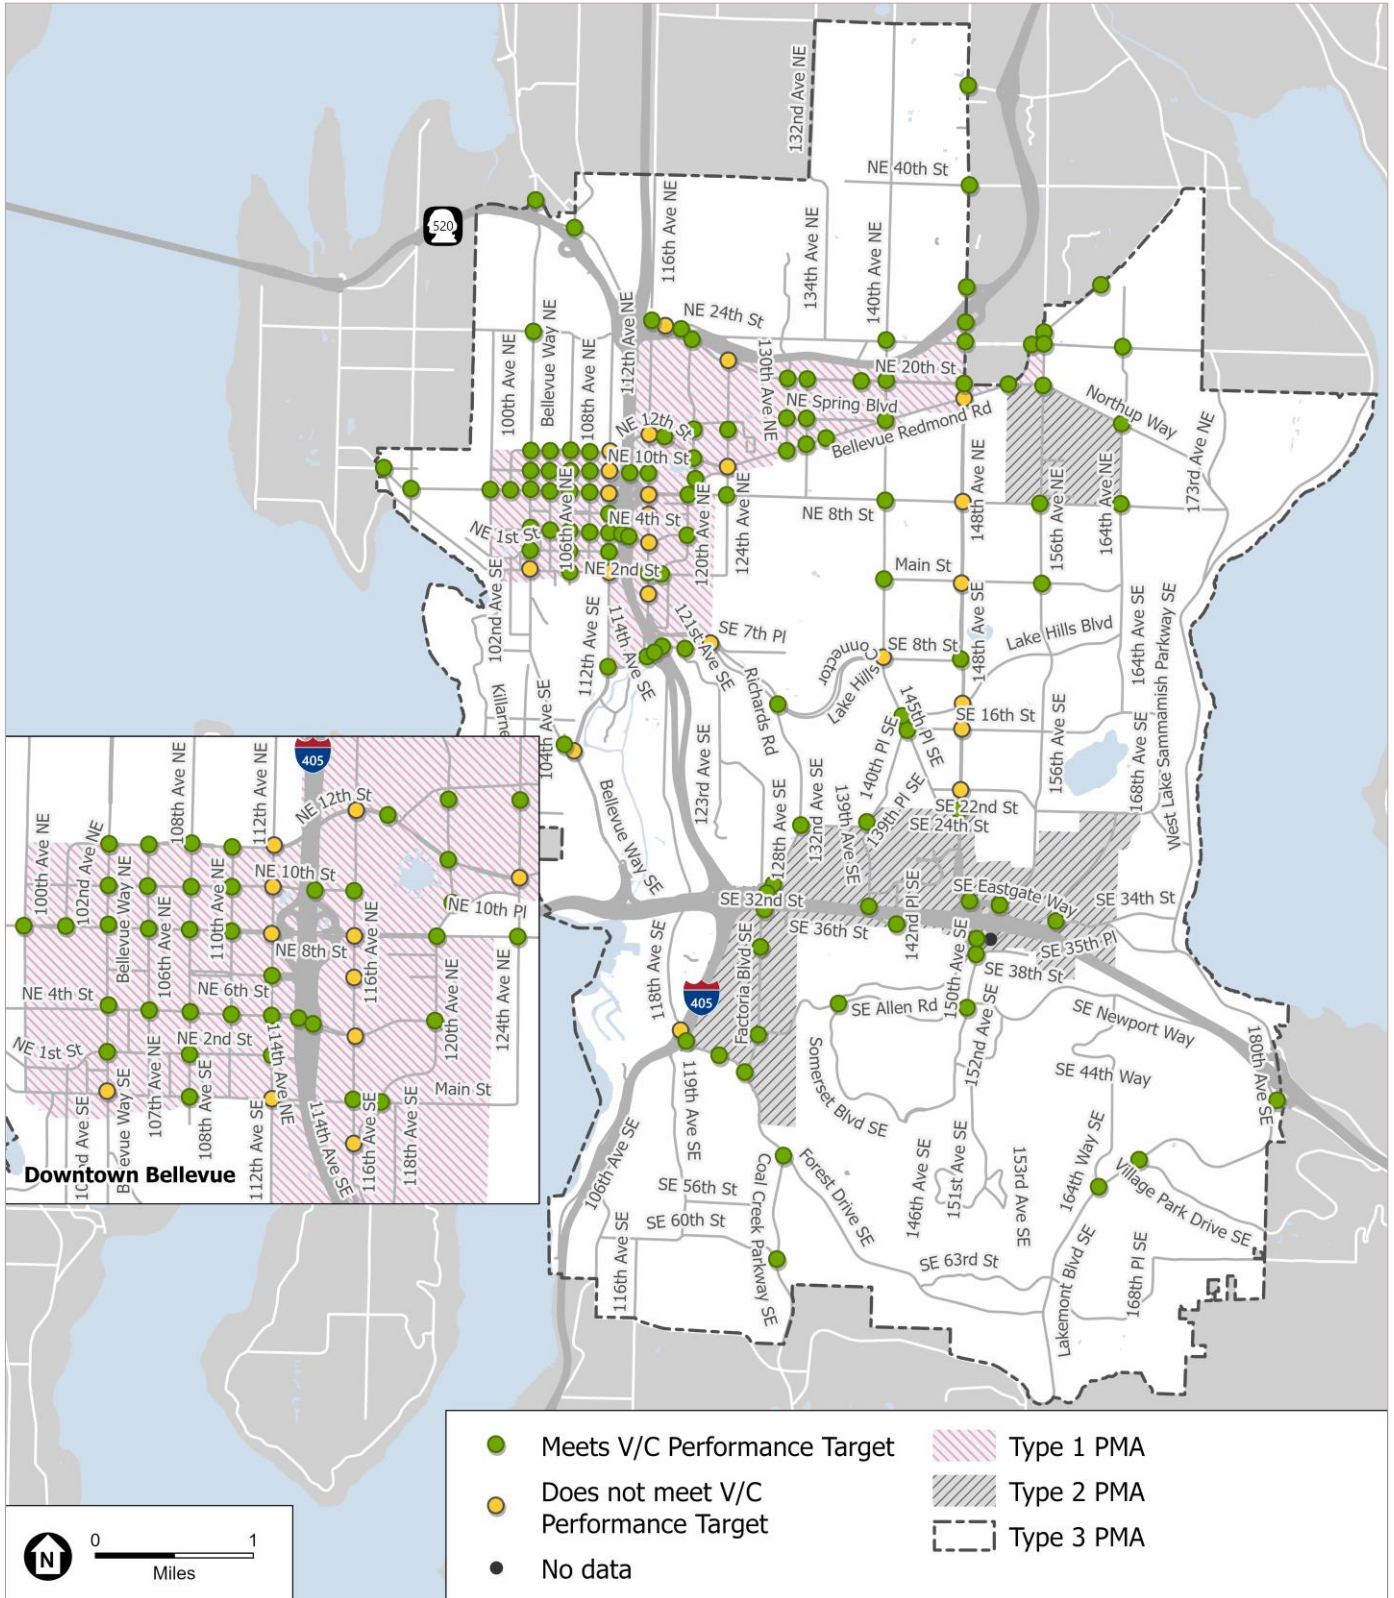 132nd Ave NE
NE 40th St
520
116th Ave NE
134th Ave NE
140th Ave NE
NE 24th St
112th Ave NE
Bellevue Way NE
100th Ave NE
108th Ave NE
130th Ave NE
NE 20th St
NE Spring Blvd
Bellevue Redmond Rd
Northup Way
173rd Ave NE
NE 12th St
NE 10th St
106th Ave NE
NE 8th St
148th Ave NE
156th Ave NE
164th Ave NE
NE 4th St
NE 1st St
120th Ave NE
124th Ave NE
NE 2nd St
Main St
102nd Ave SE
112th Ave SE
114th Ave SE
121st Ave SE
SE 7th Pl
Lake Hills Connector
SE 8th St
148th Ave SE
Lake Hills Blvd
164th Ave SE
West Lake Sammamish Parkway SE
Killarne
104th Ave SE
Richards Rd
145th Pl SE
SE 16th St
140th Pl SE
156th Ave SE
168th Ave SE
Bellevue Way SE
123rd Ave SE
128th Ave SE
132nd Ave SE
139th Ave SE
139th Pl SE
SE 22nd St
SE 24th St
SE 32nd St
SE Eastgate Way
SE 34th St
SE 36th St
142nd Pl SE
SE 35th Pl
118th Ave SE
Factoria Blvd SE
150th Ave SE
SE 38th St
405
SE Allen Rd
152nd Ave SE
SE Newport Way
180th Ave SE
119th Ave SE
Somerset Blvd SE
SE 44th Way
106th Ave SE
SE 56th St
SE 60th St
116th Ave SE
Coal Creek Parkway SE
Forest Drive SE
146th Ave SE
151st Ave SE
153rd Ave SE
164th Way SE
Village Park Drive SE
SE 63rd St
Lakemont Blvd SE
168th Pl SE
405
108th Ave NE
112th Ave NE
NE 12th St
100th Ave NE
102nd Ave NE
NE 10th St
Bellevue Way NE
106th Ave NE
110th Ave NE
NE 10th Pl
NE 8th St
116th Ave NE
NE 6th St
NE 4th St
120th Ave NE
124th Ave NE
NE 2nd St
NE 1st St
107th Ave NE
114th Ave NE
Main St
108th Ave SE
112th Ave SE
114th Ave SE
116th Ave SE
118th Ave SE
Downtown Bellevue
Meets V/C Performance Target
Does not meet V/C
Performance Target
No data
Type 1 PMA
Type 2 PMA
Type 3 PMA
N
0 1
Miles